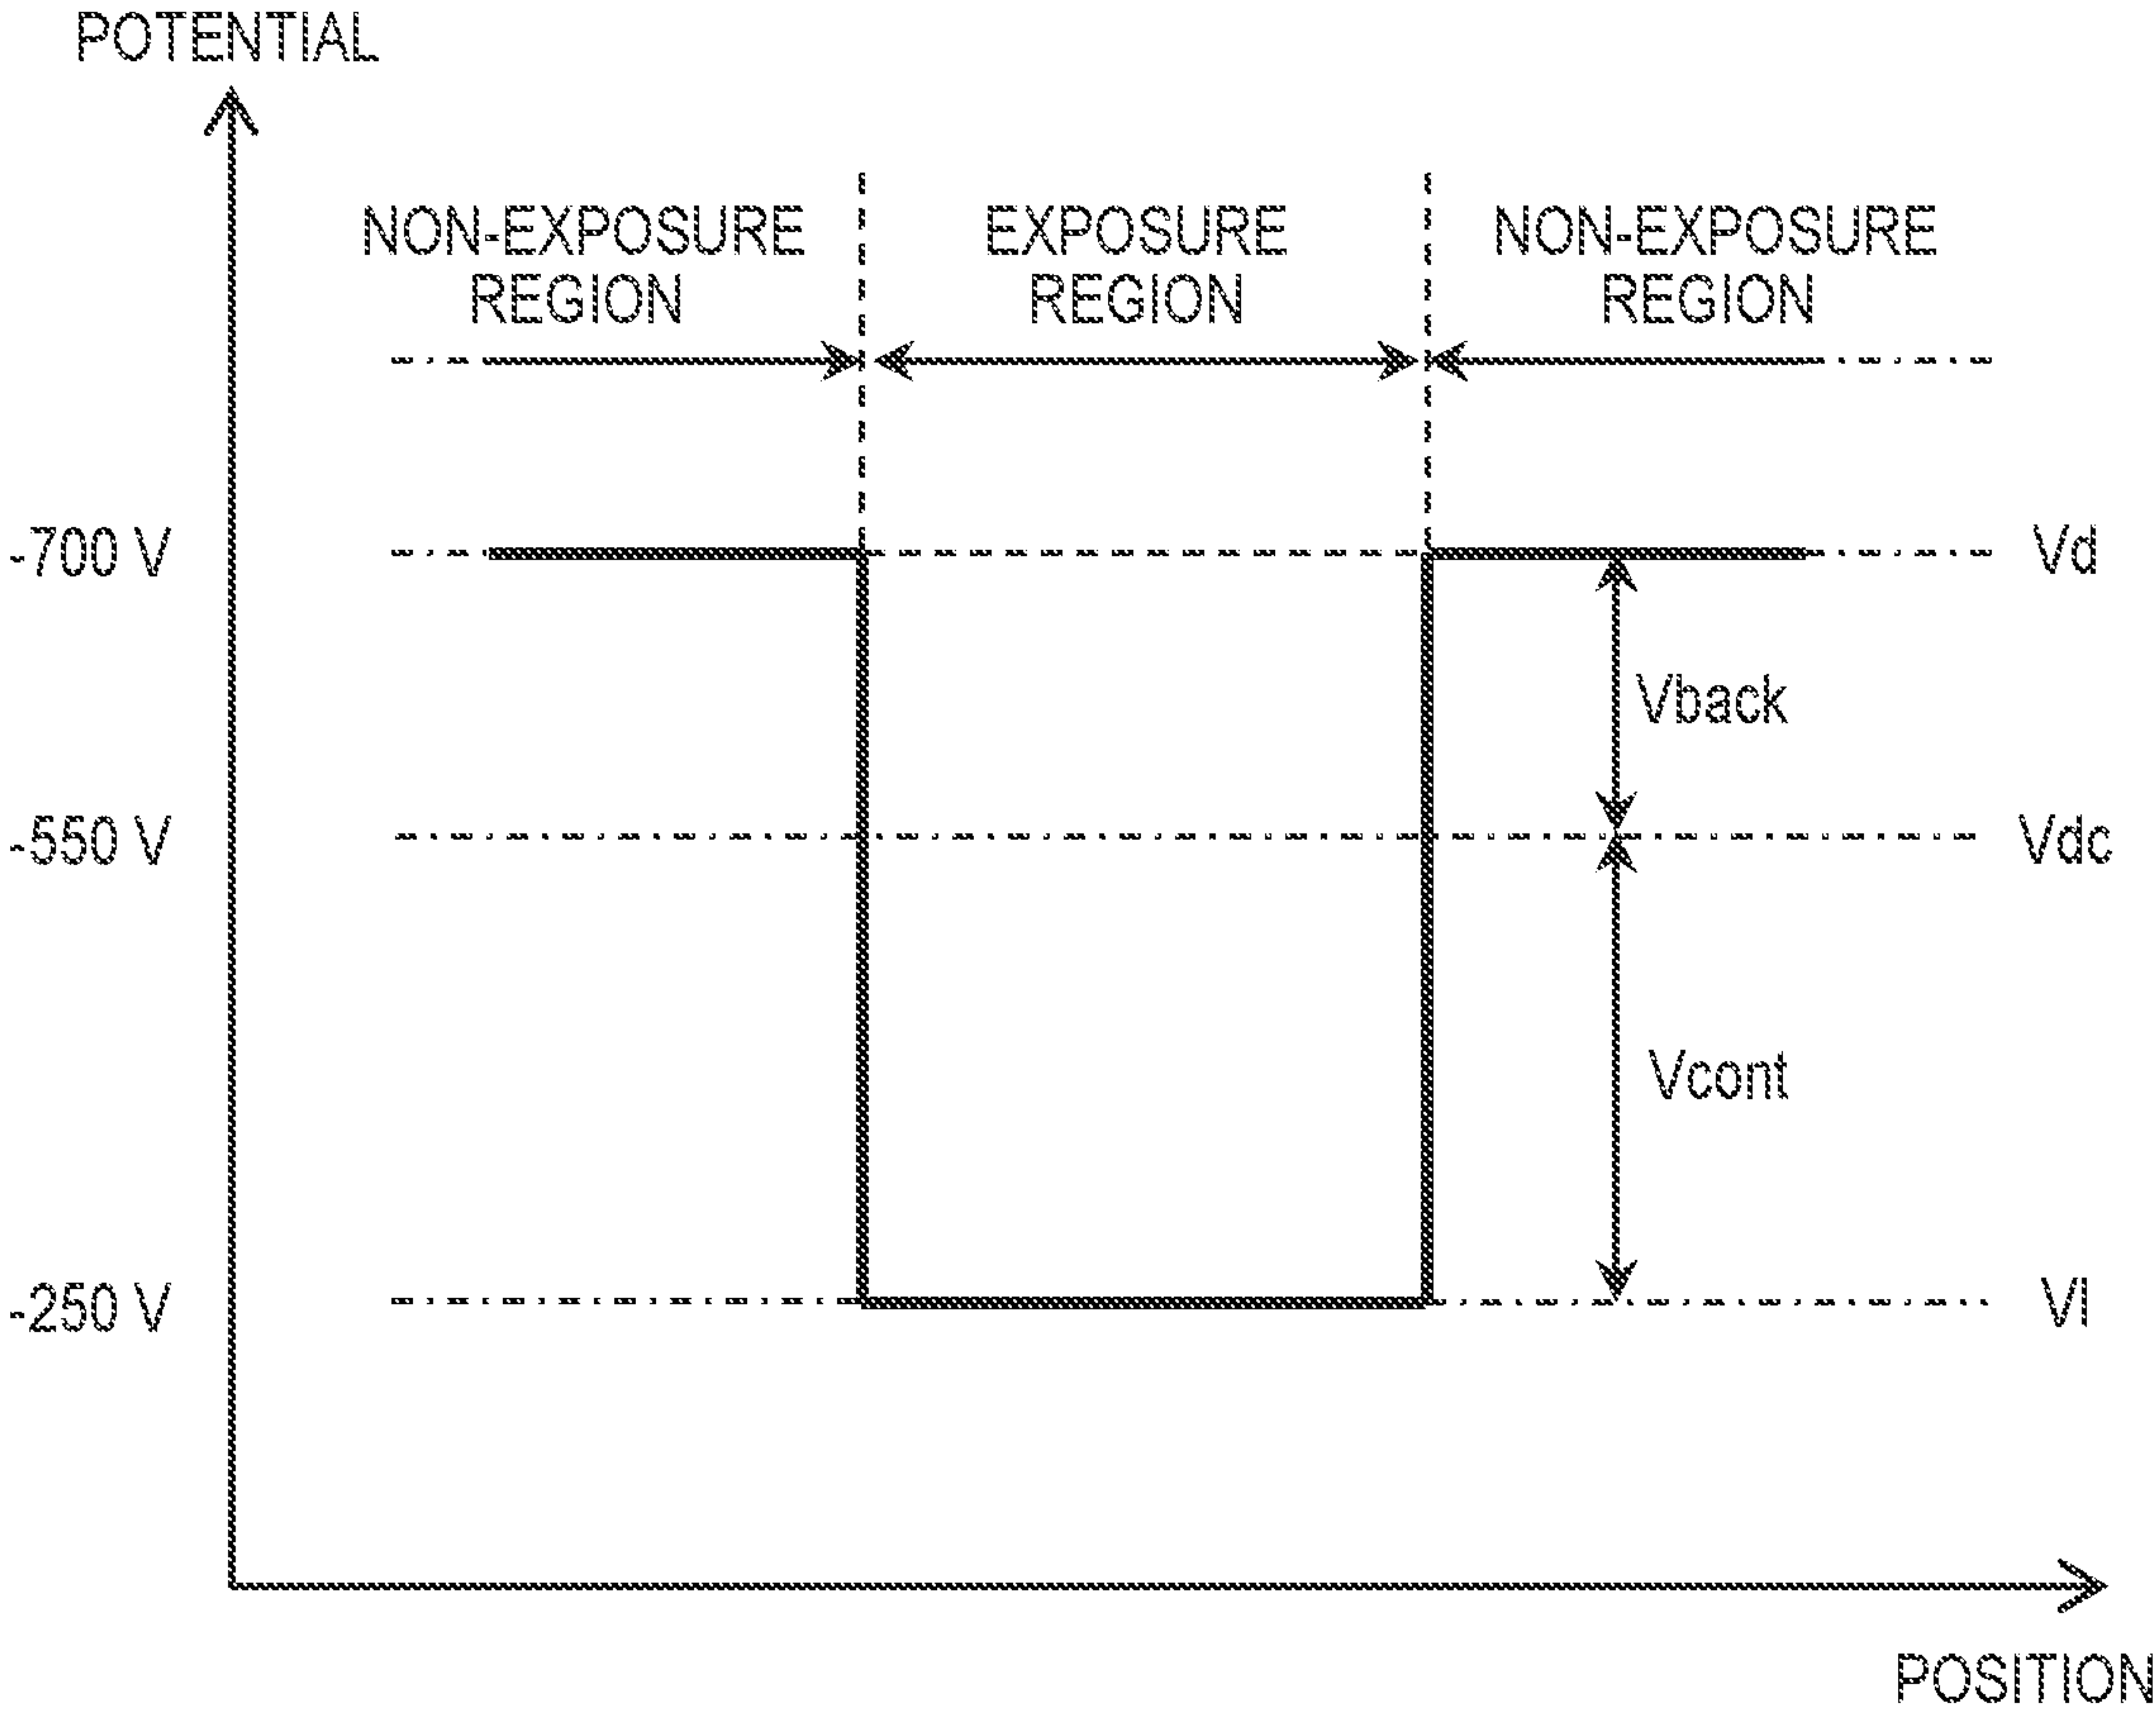 POTENTIAL
NON-EXPOSURE
REGION
EXPOSURE
REGION
NON-EXPOSURE
REGION
-700 V
Vd
Vback
-550 V
Vdc
Vcont
-250 V
Vl
POSITION